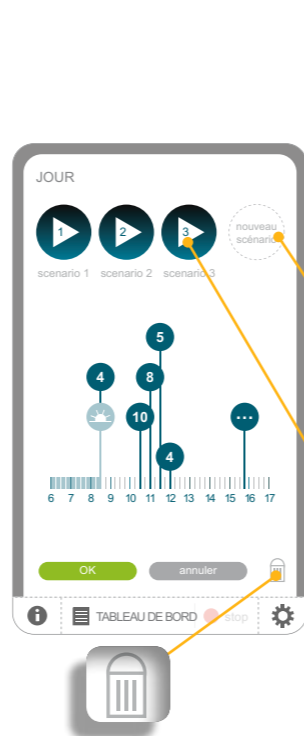 JOUR
1 2 3 nouveau scénario
scenario 1 scenario 2 scenario 3
5
4 8
10 ...
4
6 7 8 9 10 11 12 13 14 15 16 17
OK annuler
i TABLEAU DE BORD stop